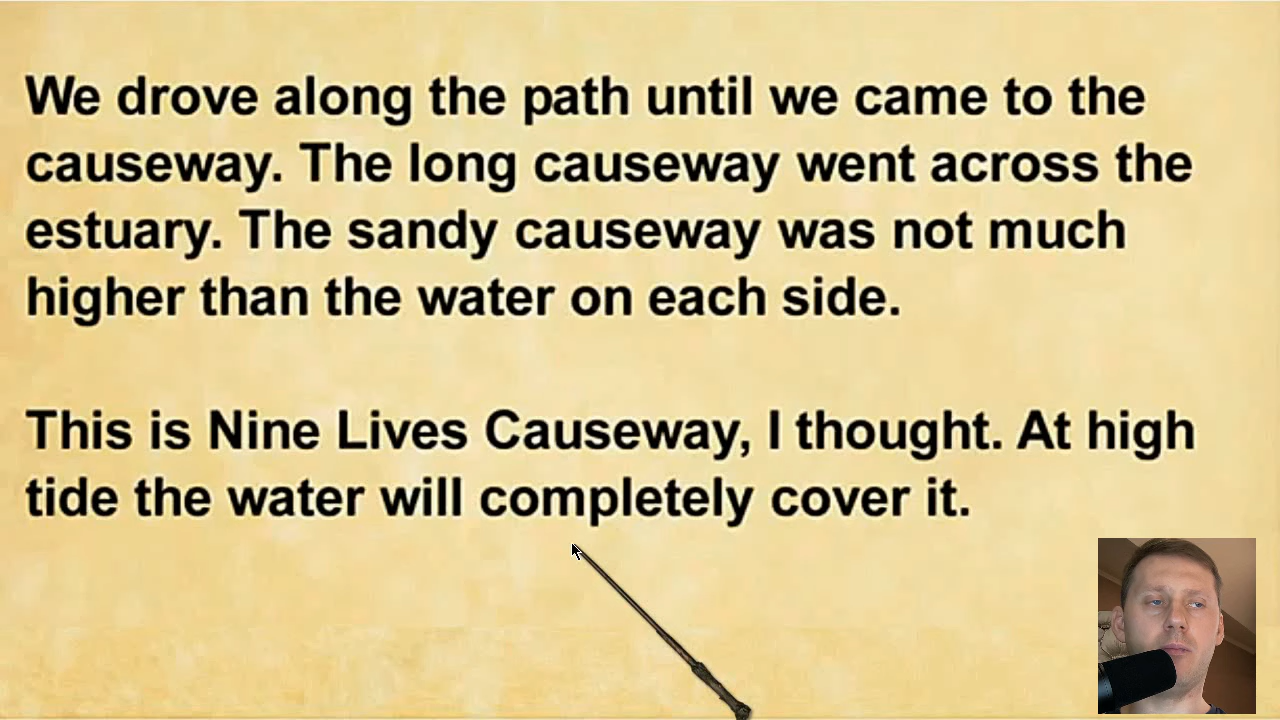 We drove along the path until we came to the
causeway. The long causeway went across the
estuary. The sandy causeway was not much
higher than the water on each side.
This is Nine Lives Causeway, I thought. At high
tide the water will completely cover it.